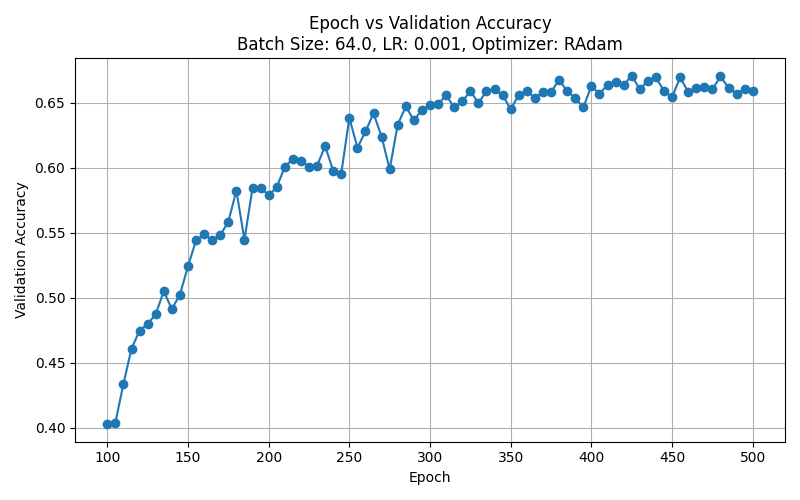 Epoch vs Validation Accuracy
Batch Size: 64.0, LR: 0.001, Optimizer: RAdam
Validation Accuracy
0.65
0.60
0.55
0.50
0.45
0.40
100 150 200 250 300 350 400 450 500
Epoch